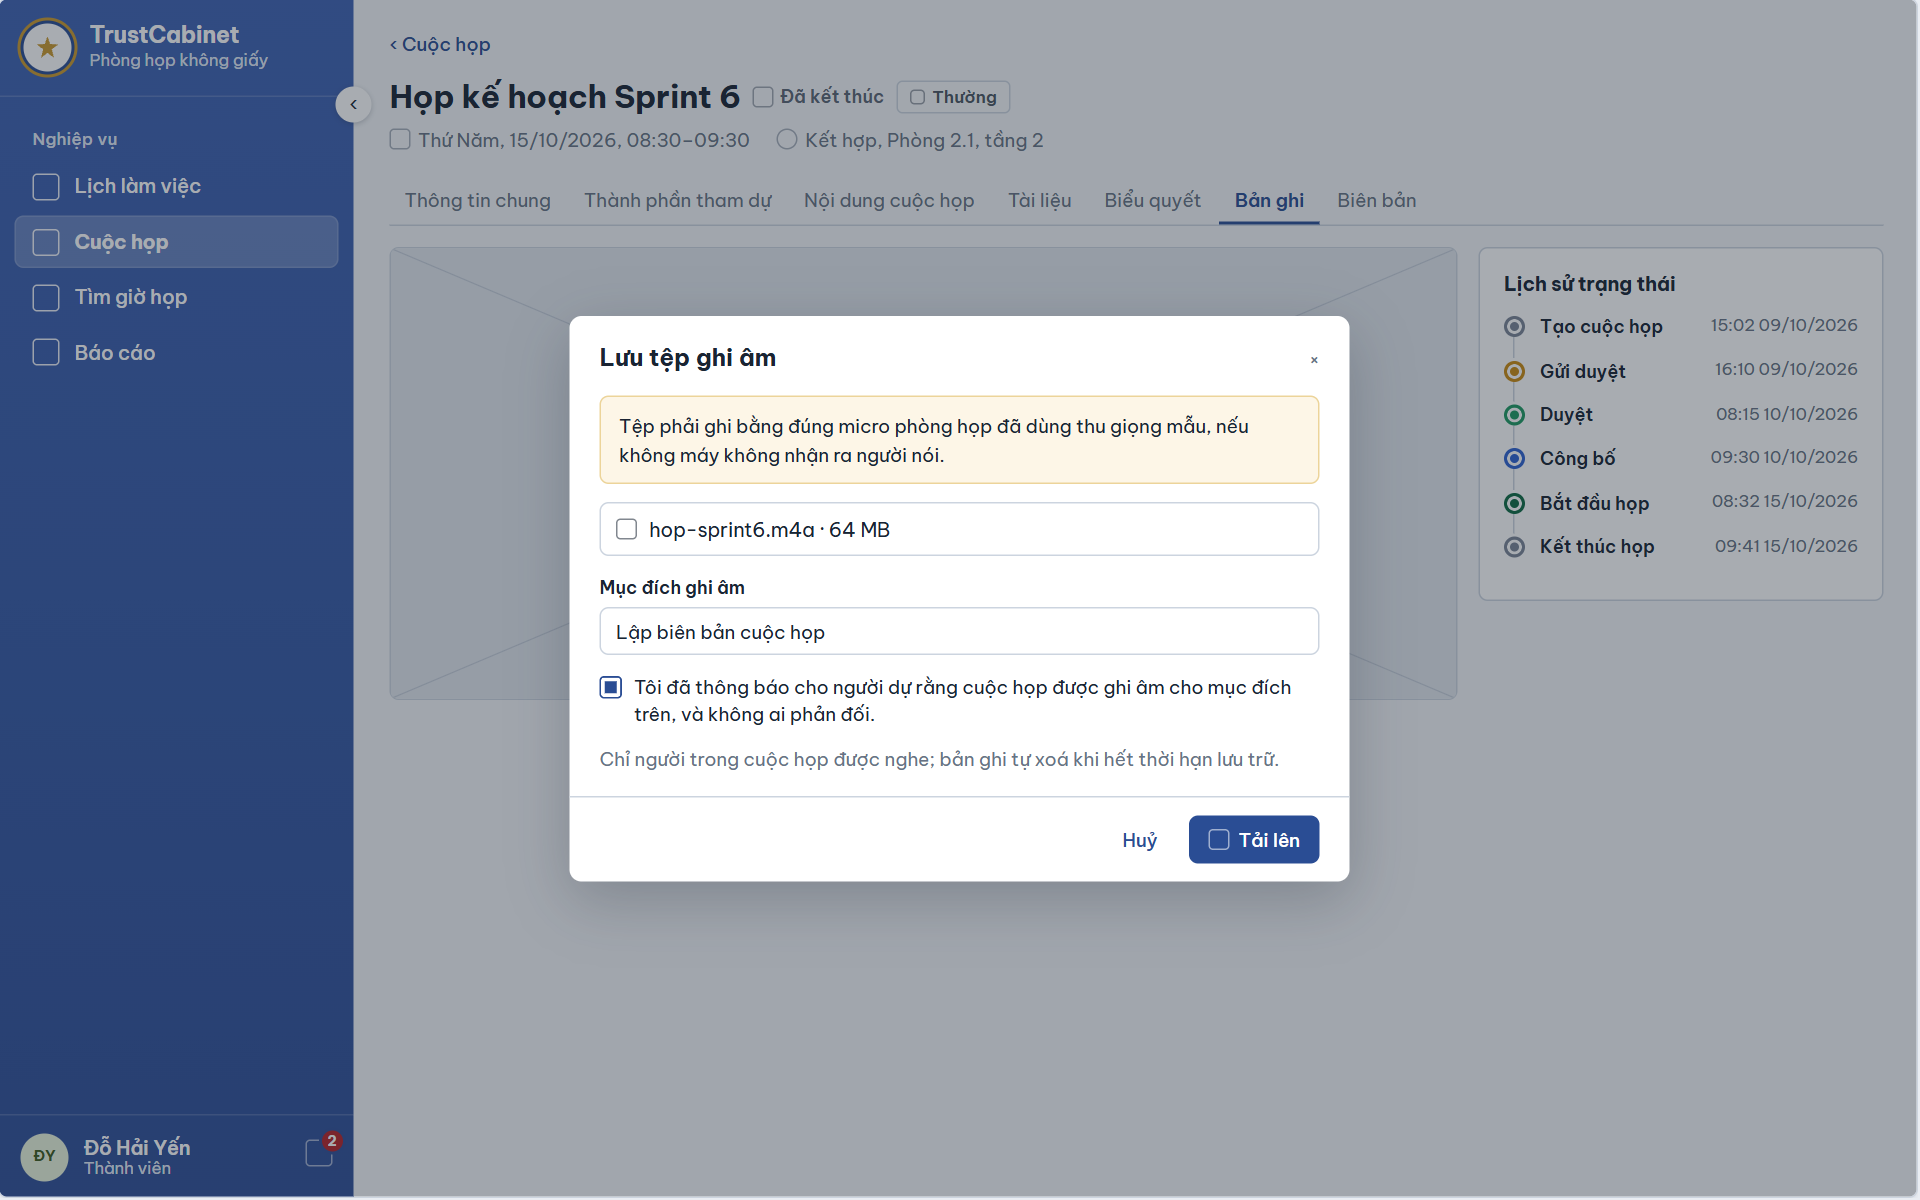 TrustCabinet
Phòng họp không giấy
Nghiệp vụ
Lịch làm việc
Cuộc họp
Tìm giờ họp
Báo cáo
ĐY
Đỗ Hải Yến
Thành viên
2
‹
‹ Cuộc họp
Họp kế hoạch Sprint 6
Đã kết thúc
Thường
Thứ Năm, 15/10/2026, 08:30–09:30
Kết hợp, Phòng 2.1, tầng 2
Thông tin chung
Thành phần tham dự
Nội dung cuộc họp
Tài liệu
Biểu quyết
Bản ghi
Biên bản
Lưu tệp ghi âm
×
Tệp phải ghi bằng đúng micro phòng họp đã dùng thu giọng mẫu, nếu
không máy không nhận ra người nói.
hop-sprint6.m4a · 64 MB
Mục đích ghi âm
Lập biên bản cuộc họp
Tôi đã thông báo cho người dự rằng cuộc họp được ghi âm cho mục đích
trên, và không ai phản đối.
Chỉ người trong cuộc họp được nghe; bản ghi tự xoá khi hết thời hạn lưu trữ.
Huỷ
Tải lên
Lịch sử trạng thái
Tạo cuộc họp 15:02 09/10/2026
Gửi duyệt 16:10 09/10/2026
Duyệt 08:15 10/10/2026
Công bố 09:30 10/10/2026
Bắt đầu họp 08:32 15/10/2026
Kết thúc họp 09:41 15/10/2026